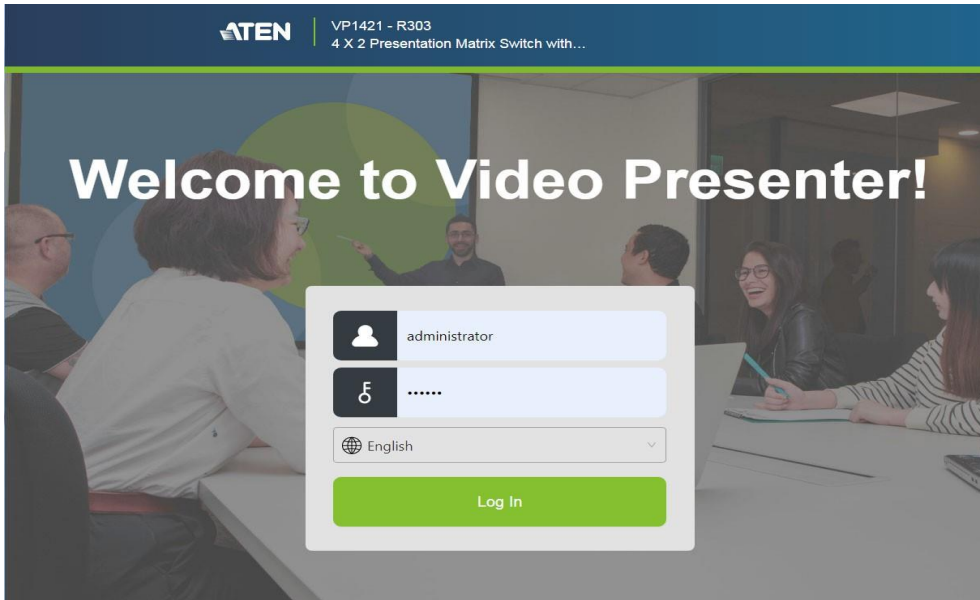 ATEN
VP1421 - R303
4 X 2 Presentation Matrix Switch with...
Welcome to Video Presenter!
administrator
••••••
English
Log In